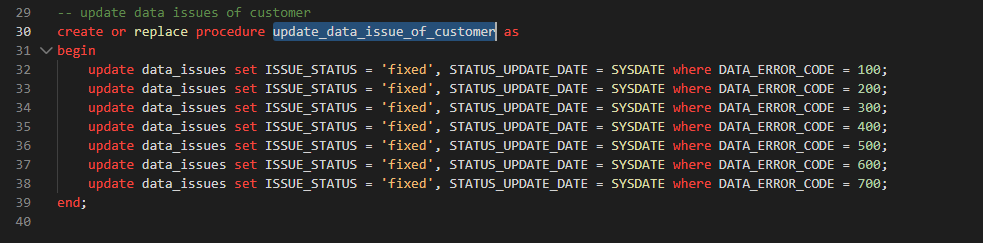 29 -- update data issues of customer
30 create or replace procedure update_data_issue_of_customer as
31 begin
32 update data_issues set ISSUE_STATUS = 'fixed', STATUS_UPDATE_DATE = SYSDATE where DATA_ERROR_CODE = 100;
33 update data_issues set ISSUE_STATUS = 'fixed', STATUS_UPDATE_DATE = SYSDATE where DATA_ERROR_CODE = 200;
34 update data_issues set ISSUE_STATUS = 'fixed', STATUS_UPDATE_DATE = SYSDATE where DATA_ERROR_CODE = 300;
35 update data_issues set ISSUE_STATUS = 'fixed', STATUS_UPDATE_DATE = SYSDATE where DATA_ERROR_CODE = 400;
36 update data_issues set ISSUE_STATUS = 'fixed', STATUS_UPDATE_DATE = SYSDATE where DATA_ERROR_CODE = 500;
37 update data_issues set ISSUE_STATUS = 'fixed', STATUS_UPDATE_DATE = SYSDATE where DATA_ERROR_CODE = 600;
38 update data_issues set ISSUE_STATUS = 'fixed', STATUS_UPDATE_DATE = SYSDATE where DATA_ERROR_CODE = 700;
39 end;
40